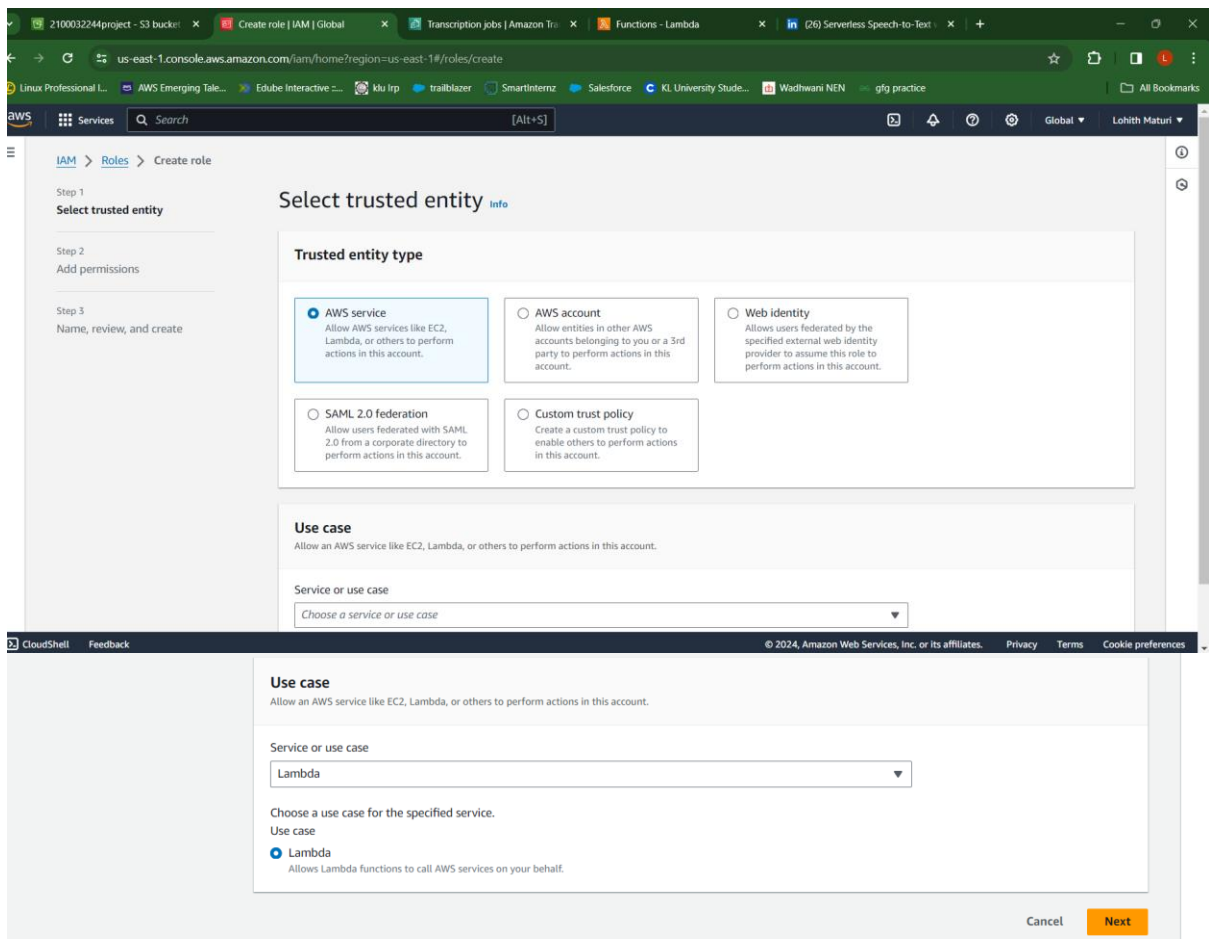 2100032244project - S3 bucket
Create role | IAM | Global
Transcription jobs | Amazon Tra
Functions - Lambda
in (26) Serverless Speech-to-Text
us-east-1.console.aws.amazon.com/iam/home?region=us-east-1#/roles/create
L
Linux Professional I...
AWS Emerging Tale...
Edube Interactive ::...
klu lrp
trailblazer
SmartInternz
Salesforce
C KL University Stude...
Wadhwani NEN
gfg practice
All Bookmarks
aws
Services
Search
[Alt+S]
Global
Lohith Maturi
IAM > Roles > Create role
Step 1
Select trusted entity
Step 2
Add permissions
Step 3
Name, review, and create
Select trusted entity Info
Trusted entity type
AWS service
Allow AWS services like EC2,
Lambda, or others to perform
actions in this account.
AWS account
Allow entities in other AWS
accounts belonging to you or a 3rd
party to perform actions in this
account.
Web identity
Allows users federated by the
specified external web identity
provider to assume this role to
perform actions in this account.
SAML 2.0 federation
Allow users federated with SAML
2.0 from a corporate directory to
perform actions in this account.
Custom trust policy
Create a custom trust policy to
enable others to perform actions
in this account.
Use case
Allow an AWS service like EC2, Lambda, or others to perform actions in this account.
Service or use case
Choose a service or use case
CloudShell
Feedback
© 2024, Amazon Web Services, Inc. or its affiliates.
Privacy
Terms
Cookie preferences
Use case
Allow an AWS service like EC2, Lambda, or others to perform actions in this account.
Service or use case
Lambda
Choose a use case for the specified service.
Use case
Lambda
Allows Lambda functions to call AWS services on your behalf.
Cancel
Next